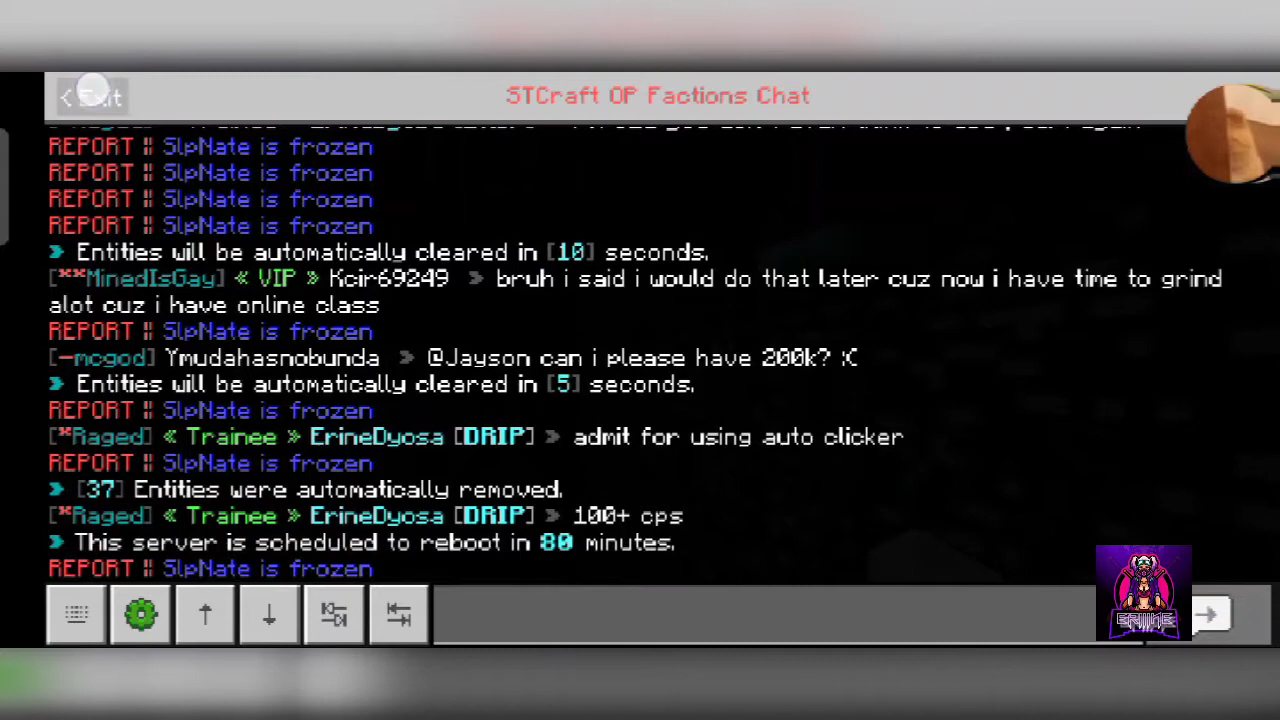 < Exit
STCraft OP Factions Chat
REPORT !! SlpNate is frozen
REPORT !! SlpNate is frozen
REPORT !! SlpNate is frozen
REPORT !! SlpNate is frozen
» Entities will be automatically cleared in [10] seconds.
[**MinedIsGay] « VIP » Kcir69249 » bruh i said i would do that later cuz now i have time to grind
alot cuz i have online class
REPORT !! SlpNate is frozen
[-mcgod] Ymudahasnobunda » @Jayson can i please have 200k? :(
» Entities will be automatically cleared in [5] seconds.
REPORT !! SlpNate is frozen
[*Raged] « Trainee » ErineDyosa [DRIP] » admit for using auto clicker
REPORT !! SlpNate is frozen
» [37] Entities were automatically removed.
[*Raged] « Trainee » ErineDyosa [DRIP] » 100+ cps
» This server is scheduled to reboot in 80 minutes.
REPORT !! SlpNate is frozen